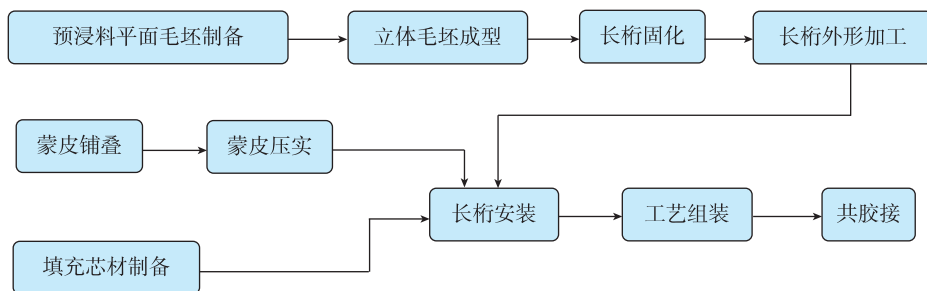 预浸料平面毛坯制备
立体毛坯成型
长桁固化
长桁外形加工
蒙皮铺叠
蒙皮压实
长桁安装
工艺组装
共胶接
填充芯材制备